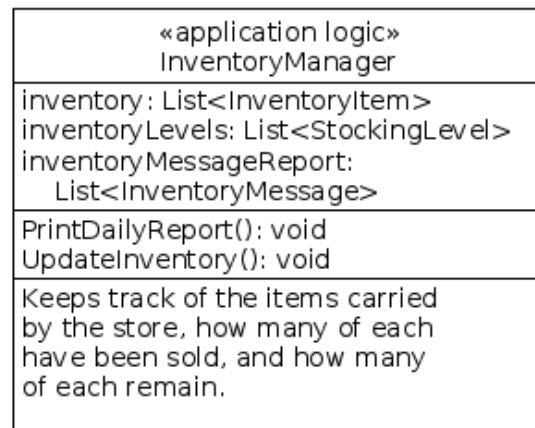 «application logic»
InventoryManager
inventory: List<InventoryItem>
inventoryLevels: List<StockingLevel>
inventoryMessageReport:
List<InventoryMessage>
PrintDailyReport(): void
UpdateInventory(): void
Keeps track of the items carried
by the store, how many of each
have been sold, and how many
of each remain.